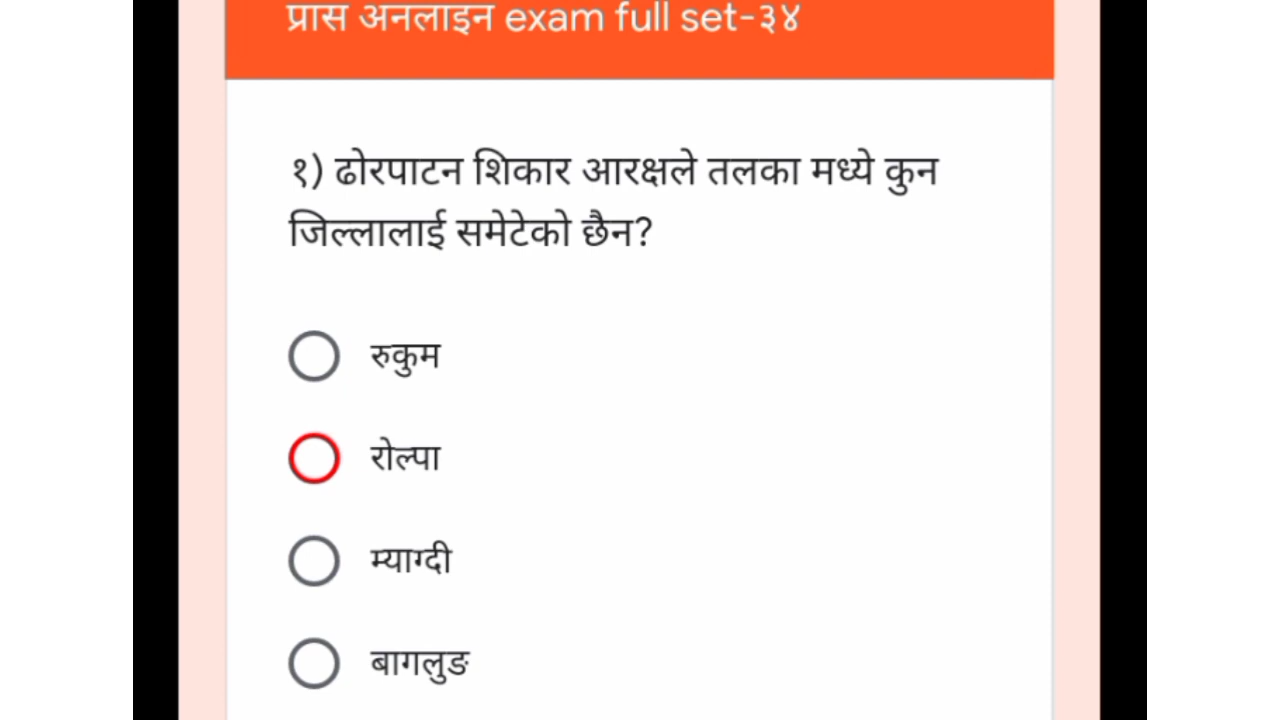 प्रास अनलाइन exam full set-३४
१) ढोरपाटन शिकार आरक्षले तलका मध्ये कुन
जिल्लालाई समेटेको छैन?
रुकुम
रोल्पा
म्याग्दी
बागलुङ